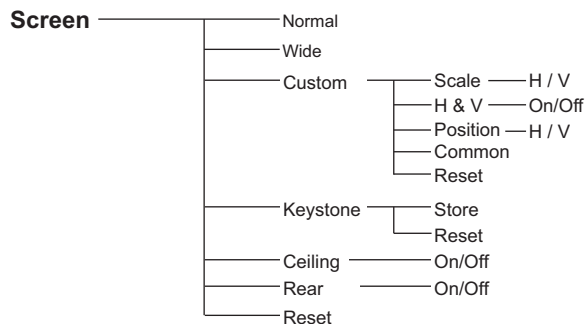 Screen Normal
Wide
Custom Scale H / V
H & V On/Off
Position H / V
Common
Reset
Keystone Store
Reset
Ceiling On/Off
Rear On/Off
Reset